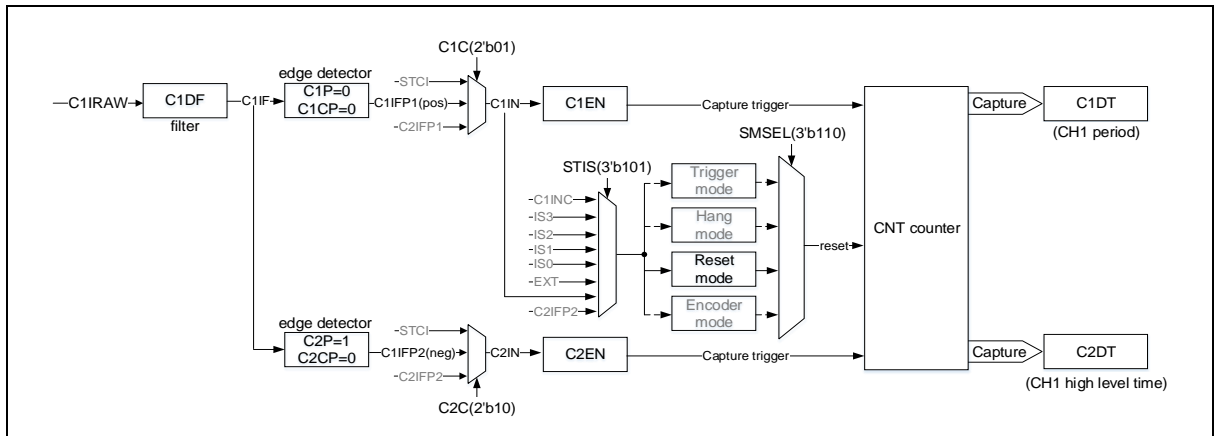 C1C(2'b01)
edge detector
C1P=0
C1CP=0
STCI
C1IRAW
C1DF
C1IF
C1IFP1(pos)
C1IN
C1EN
Capture trigger
Capture
C1DT
filter
C2IFP1
(CH1 period)
SMSEL(3'b110)
STIS(3'b101)
Trigger
mode
C1INC
IS3
Hang
mode
IS2
IS1
IS0
EXT
C2IFP2
Reset
mode
Encoder
mode
reset
CNT counter
edge detector
C2P=1
C2CP=0
STCI
C1IFP2(neg)
C2IFP2
C2IN
C2EN
Capture trigger
Capture
C2DT
(CH1 high level time)
C2C(2'b10)